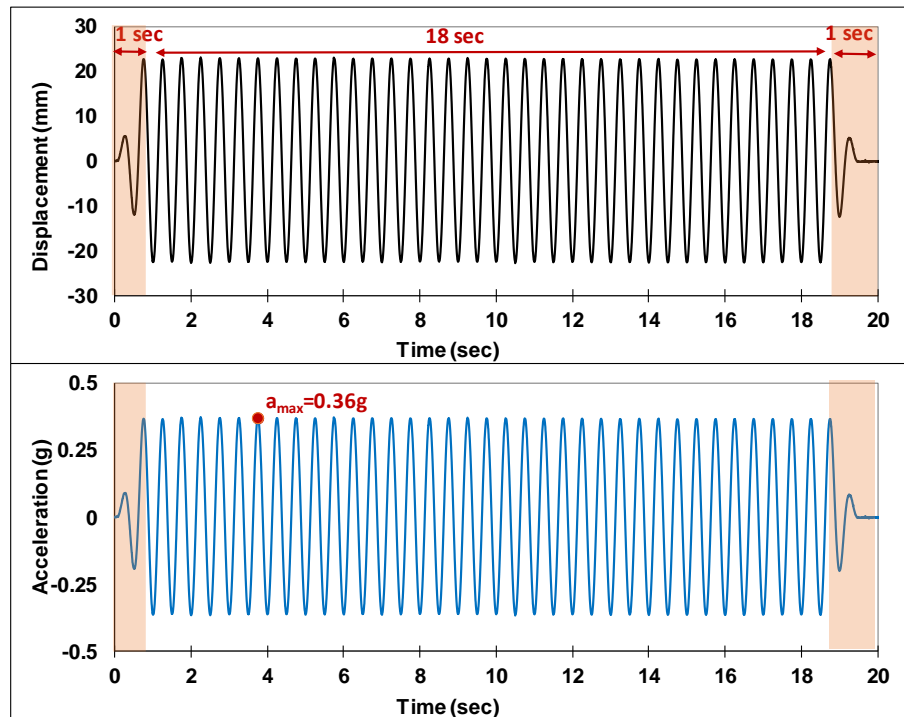 30
20
10
0
-10
-20
-30
Displacement (mm)
1 sec
18 sec
1 sec
0 2 4 6 8 10 12 14 16 18 20
Time (sec)
0.5
0.25
0
-0.25
-0.5
Acceleration (g)
amax=0.36g
0 2 4 6 8 10 12 14 16 18 20
Time (sec)